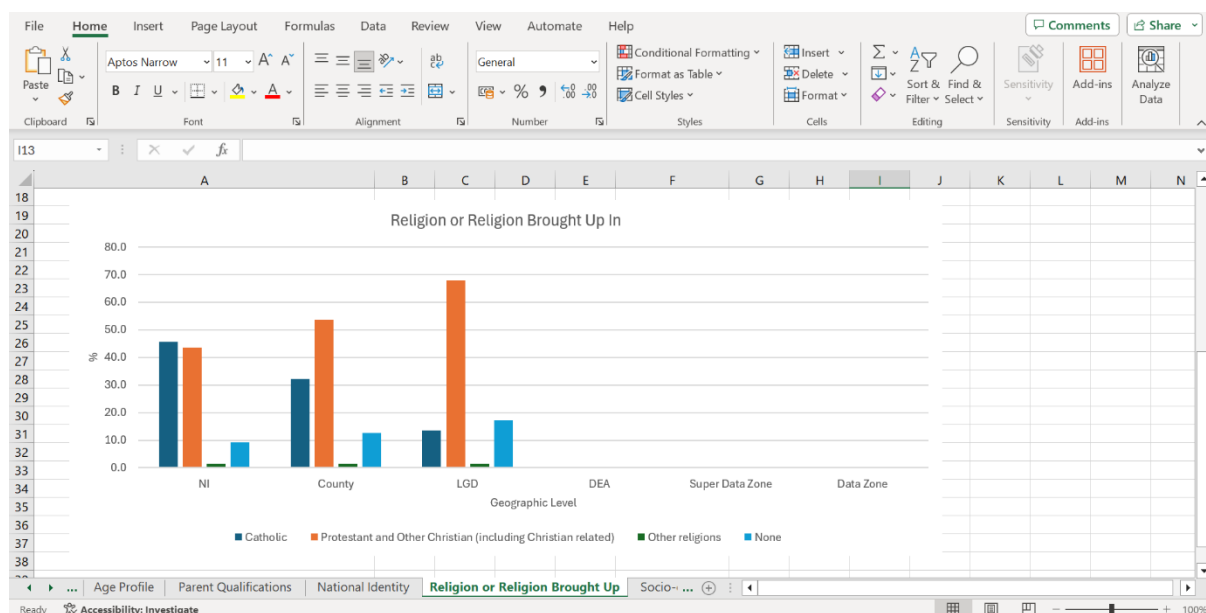 File Home Insert Page Layout Formulas Data Review View Automate Help Comments Share
Paste Aptos Narrow 11 A A ab General Conditional Formatting Insert Sort & Find & Sensitivity Add-ins Analyze
B I U A % Format as Table Delete Filter Select Data
Cell Styles Format
Clipboard Font Alignment Number Styles Cells Editing Sensitivity Add-ins
I13 fx
A B C D E F G H I J K L M N
18
19
20
21
22
23
24
25
26
27
28
29
30
31
32
33
34
35
36
37
38
Religion or Religion Brought Up In
80.0
70.0
60.0
50.0
40.0
30.0
20.0
10.0
0.0
%
NI County LGD DEA Super Data Zone Data Zone
Geographic Level
Catholic Protestant and Other Christian (including Christian related) Other religions None
... Age Profile Parent Qualifications National Identity Religion or Religion Brought Up Socio- ...
Ready Accessibility: Investigate 100%